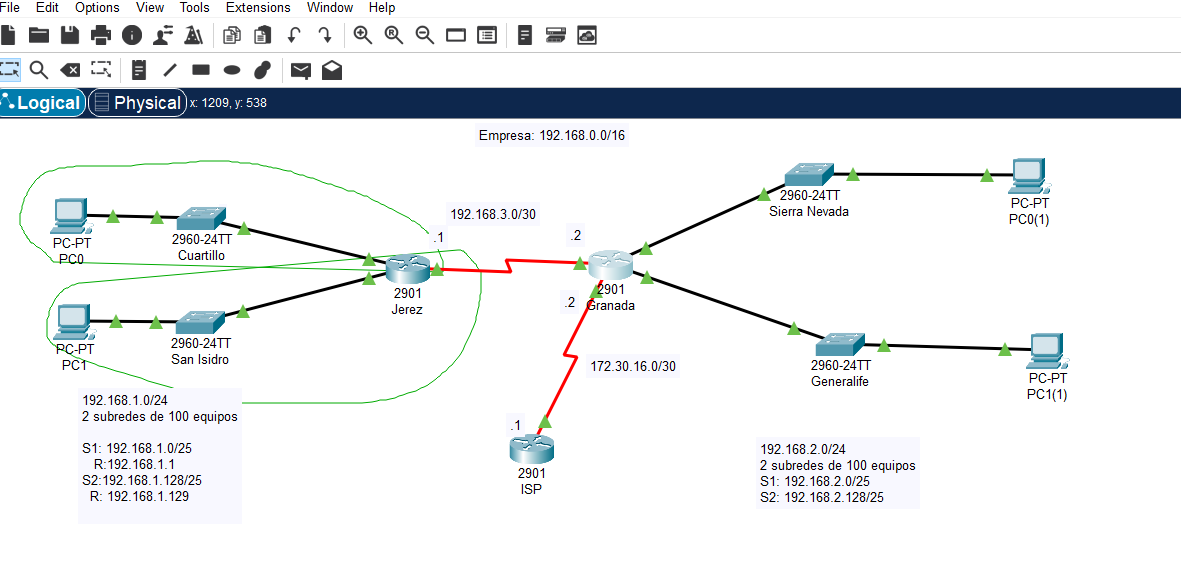 File Edit Options View Tools Extensions Window Help
Logical Physical x: 1209, y: 538
Empresa: 192.168.0.0/16
2960-24TT
Sierra Nevada
PC-PT
PC0(1)
192.168.3.0/30
.1
.2
PC-PT
PC0
2960-24TT
Cuartillo
2901
Jerez
2901
Granada
.2
PC-PT
PC1
2960-24TT
San Isidro
172.30.16.0/30
2960-24TT
Generalife
PC-PT
PC1(1)
192.168.1.0/24
2 subredes de 100 equipos
S1: 192.168.1.0/25
R:192.168.1.1
S2:192.168.1.128/25
R: 192.168.1.129
.1
2901
ISP
192.168.2.0/24
2 subredes de 100 equipos
S1: 192.168.2.0/25
S2: 192.168.2.128/25